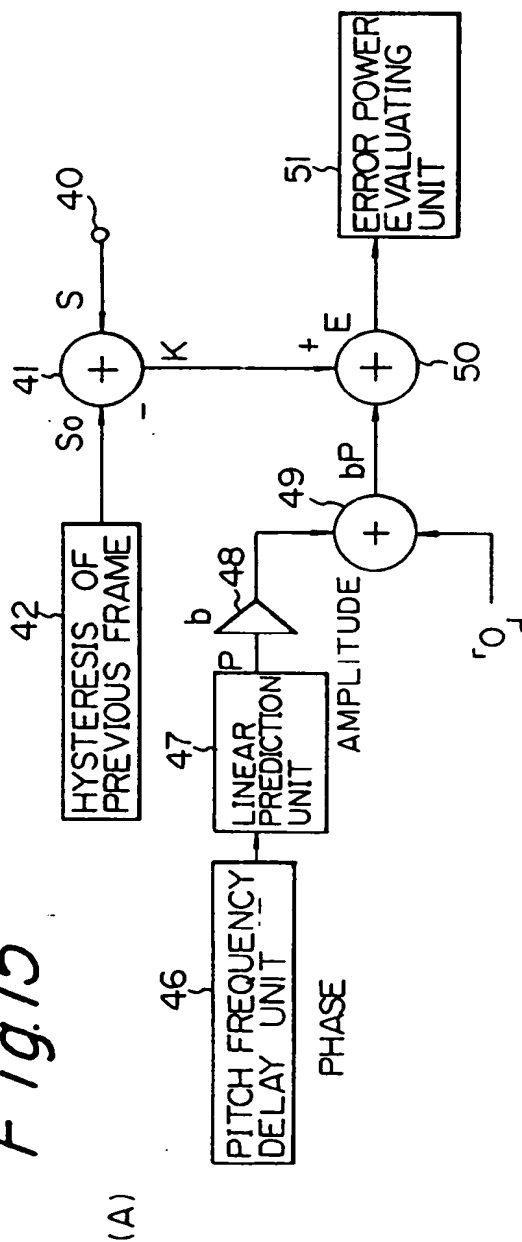 Fig.15
(A)
42
HYSTERESIS OF
PREVIOUS FRAME
So
41
+
-
S
40
K
46
PITCH FREQUENCY
DELAY UNIT
PHASE
47
LINEAR
PREDICTION
UNIT
P
b
48
AMPLITUDE
49
+
bP
"O"
+
E
+
50
51
ERROR POWER
EVALUATING
UNIT